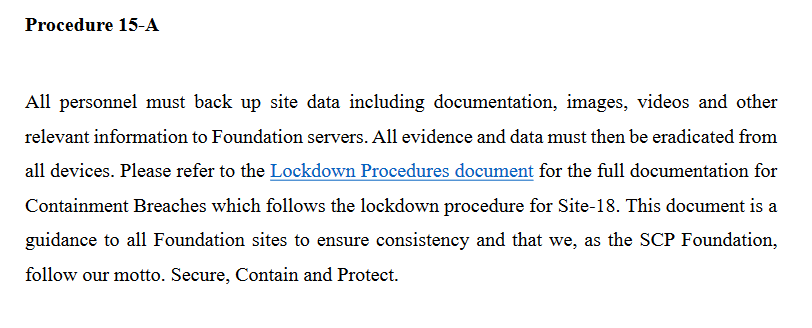 Procedure 15-A
All personnel must back up site data including documentation, images, videos and other
relevant information to Foundation servers. All evidence and data must then be eradicated from
all devices. Please refer to the Lockdown Procedures document for the full documentation for
Containment Breaches which follows the lockdown procedure for Site-18. This document is a
guidance to all Foundation sites to ensure consistency and that we, as the SCP Foundation,
follow our motto. Secure, Contain and Protect.